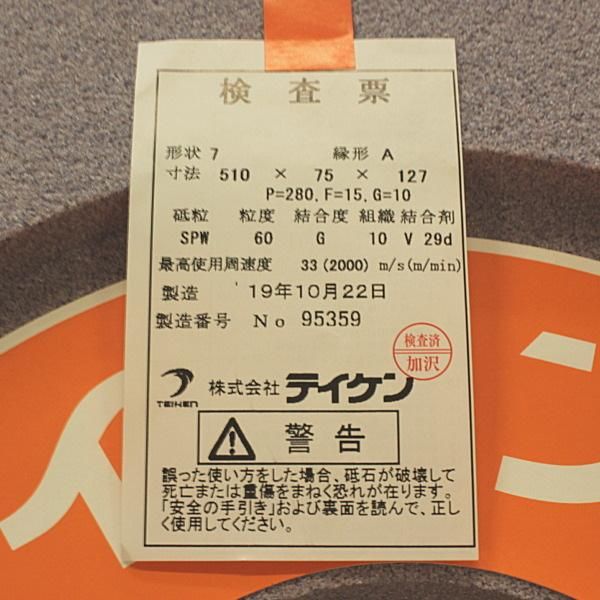 検査票
形状 7 縁形 A
寸法 510 × 75 × 127
P=280, F=15, G=10
砥粒 粒度 結合度 組織 結合剤
SPW 60 G 10 V 29d
最高使用周速度 33 (2000) m/s(m/min)
製造 '19年10月22日
製造番号 No 95359
検査済
加沢
TEIKEN 株式会社 テイケン
警告
誤った使い方をした場合、砥石が破壊して
死亡または重傷をまねく恐れが在ります。
「安全の手引き」および裏面を読んで、正し
く使用してください。